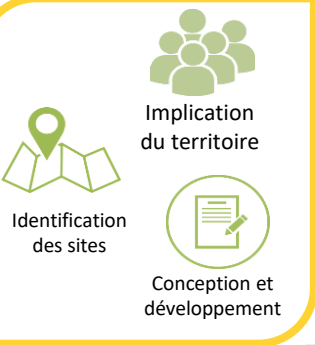 Implication
du territoire
Identification
des sites
Conception et
développement